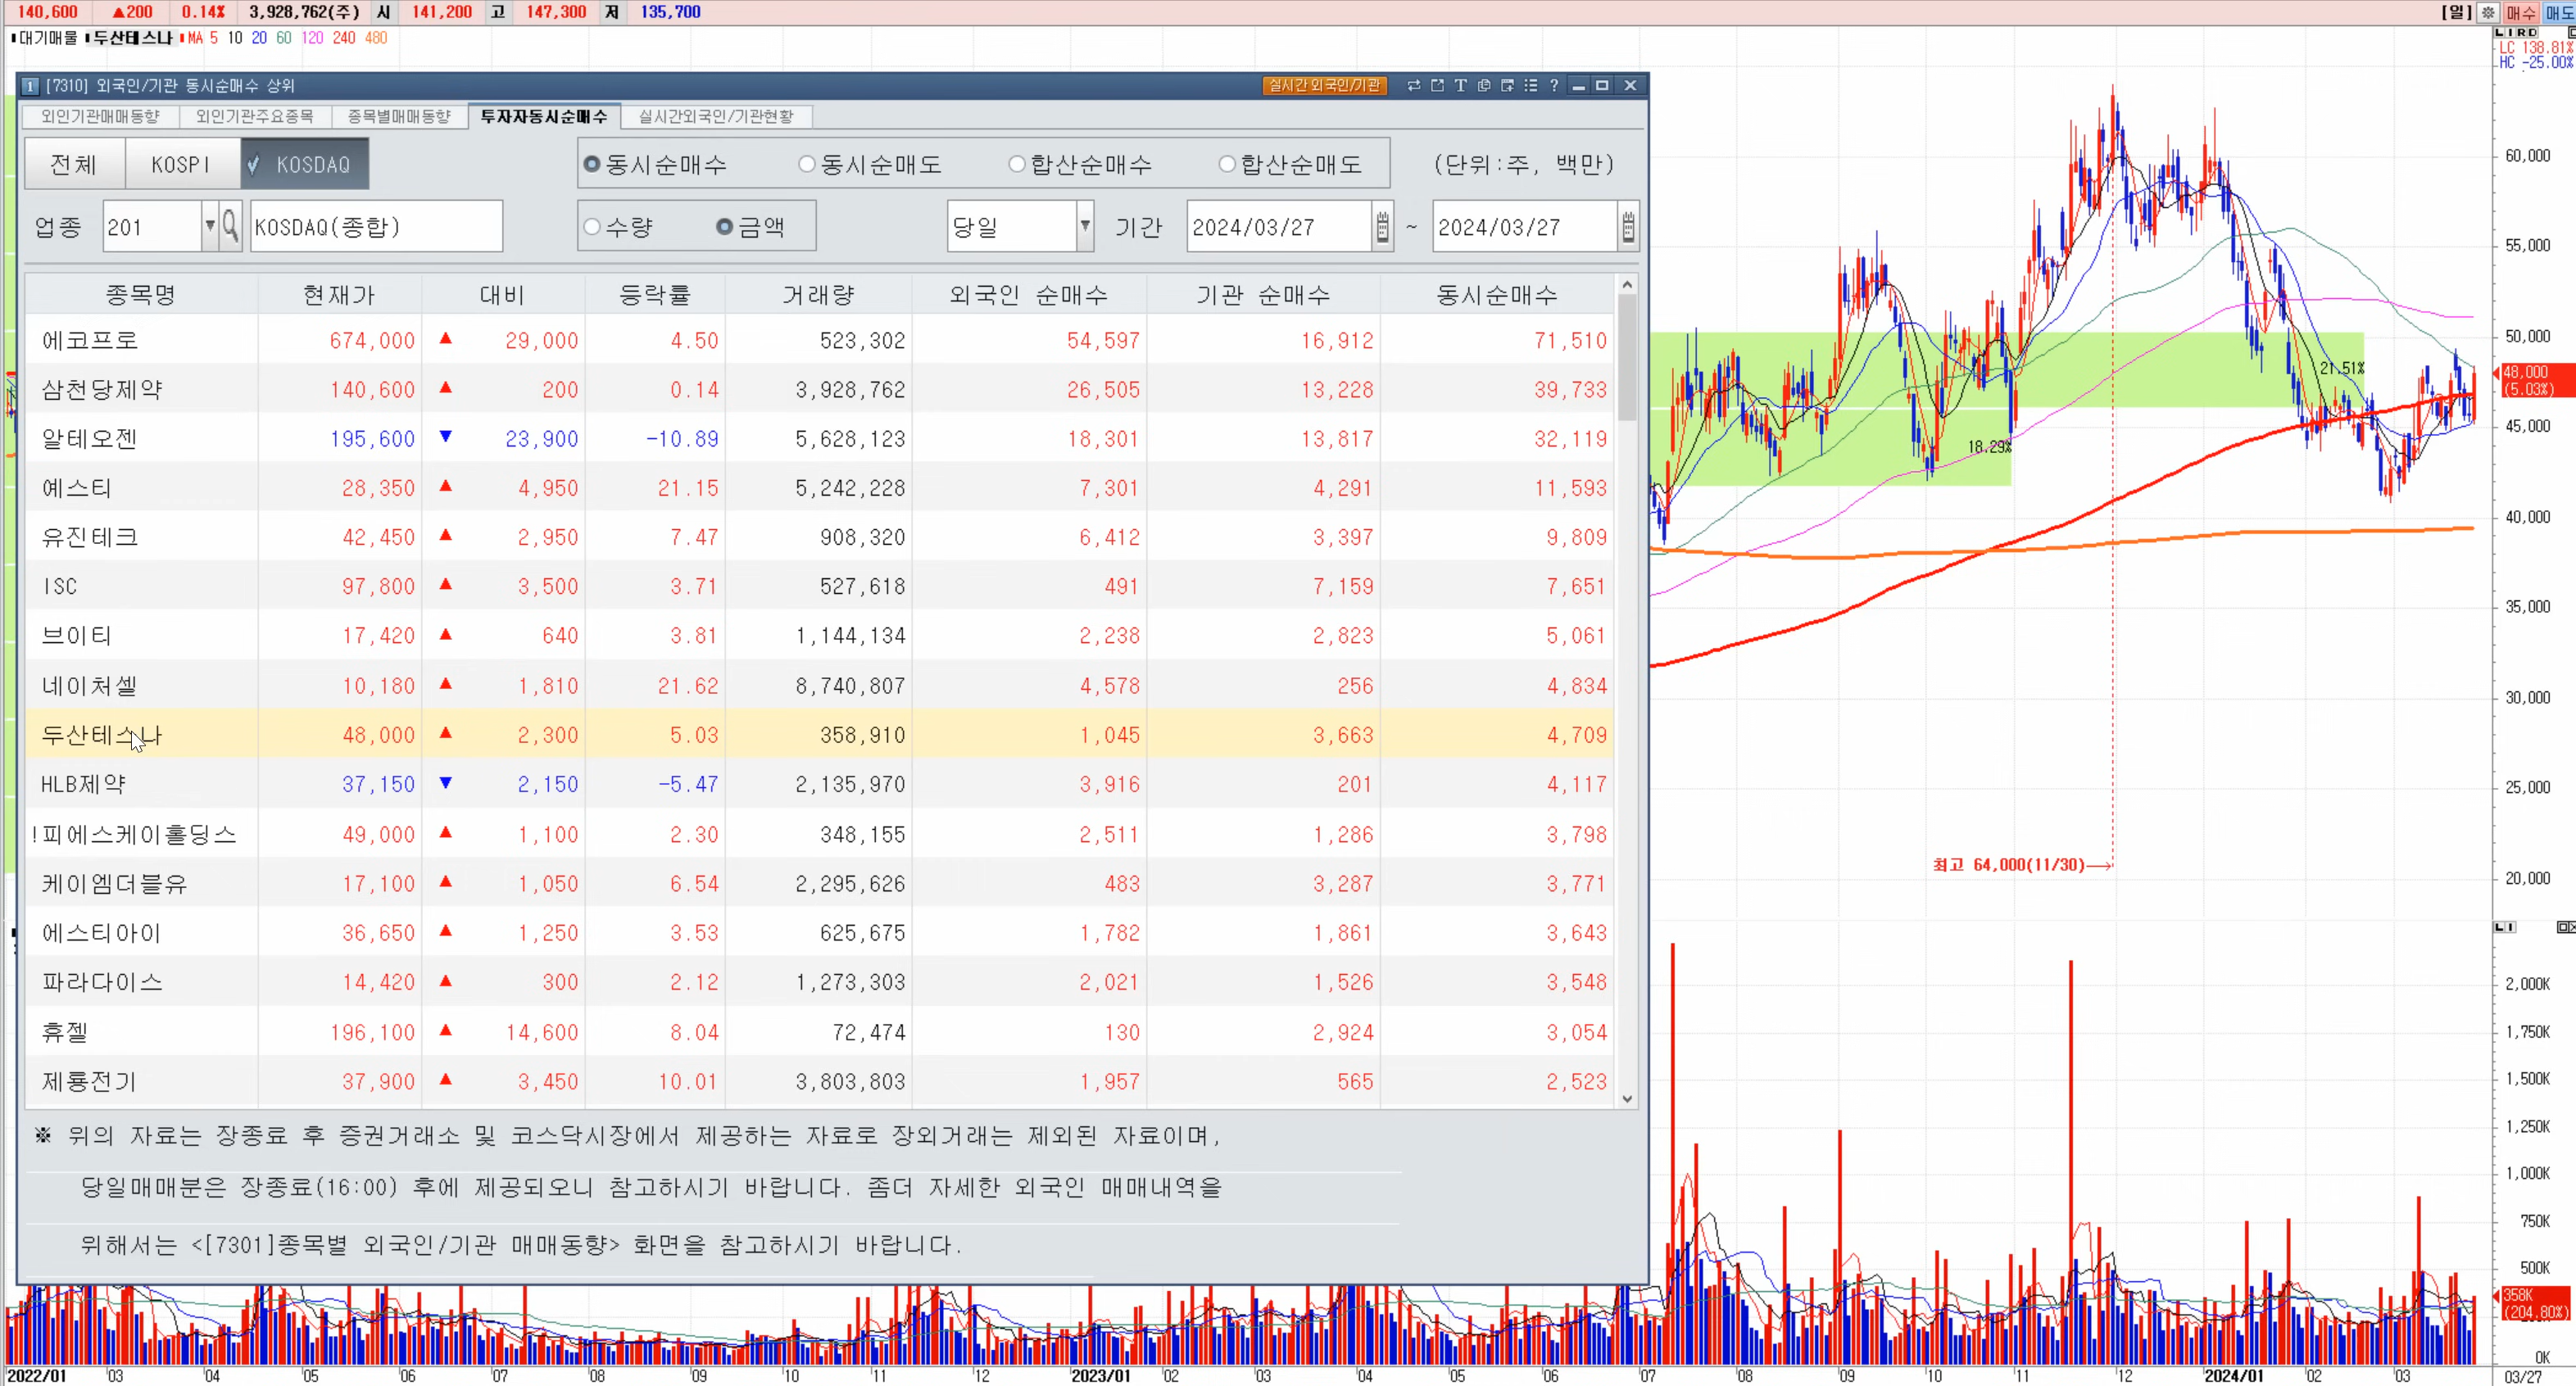 140,600 ▲200 0.14% 3,928,762(주) 시 141,200 고 147,300 저 135,700 [일] 매수 매도
대기매물 두산테스나 MA 5 10 20 60 120 240 480
L I R D
LC 138.81%
HC -25.00%
1 [7310] 외국인/기관 동시순매수 상위 실시간 외국인/기관 T ?
외인기관매매동향 외인기관주요종목 종목별매매동향 투자자동시순매수 실시간외국인/기관현황
전체 KOSPI KOSDAQ 동시순매수 동시순매도 합산순매수 합산순매도 (단위:주, 백만)
업종 201 KOSDAQ(종합) 수량 금액 당일 기간 2024/03/27 ~ 2024/03/27
종목명 현재가 대비 등락률 거래량 외국인 순매수 기관 순매수 동시순매수
에코프로 674,000 ▲ 29,000 4.50 523,302 54,597 16,912 71,510
삼천당제약 140,600 ▲ 200 0.14 3,928,762 26,505 13,228 39,733
알테오젠 195,600 ▼ 23,900 -10.89 5,628,123 18,301 13,817 32,119
예스티 28,350 ▲ 4,950 21.15 5,242,228 7,301 4,291 11,593
유진테크 42,450 ▲ 2,950 7.47 908,320 6,412 3,397 9,809
ISC 97,800 ▲ 3,500 3.71 527,618 491 7,159 7,651
브이티 17,420 ▲ 640 3.81 1,144,134 2,238 2,823 5,061
네이처셀 10,180 ▲ 1,810 21.62 8,740,807 4,578 256 4,834
두산테스나 48,000 ▲ 2,300 5.03 358,910 1,045 3,663 4,709
HLB제약 37,150 ▼ 2,150 -5.47 2,135,970 3,916 201 4,117
!피에스케이홀딩스 49,000 ▲ 1,100 2.30 348,155 2,511 1,286 3,798
케이엠더블유 17,100 ▲ 1,050 6.54 2,295,626 483 3,287 3,771
에스티아이 36,650 ▲ 1,250 3.53 625,675 1,782 1,861 3,643
파라다이스 14,420 ▲ 300 2.12 1,273,303 2,021 1,526 3,548
휴젤 196,100 ▲ 14,600 8.04 72,474 130 2,924 3,054
제룡전기 37,900 ▲ 3,450 10.01 3,803,803 1,957 565 2,523
※ 위의 자료는 장종료 후 증권거래소 및 코스닥시장에서 제공하는 자료로 장외거래는 제외된 자료이며,
당일매매분은 장종료(16:00) 후에 제공되오니 참고하시기 바랍니다. 좀더 자세한 외국인 매매내역을
위해서는 <[7301]종목별 외국인/기관 매매동향> 화면을 참고하시기 바랍니다.
60,000
55,000
50,000
21.51%
48,000
(5.03%)
45,000
18.29%
40,000
35,000
30,000
25,000
최고 64,000(11/30)→
20,000
L I
2,000K
1,750K
1,500K
1,250K
1,000K
750K
500K
358K
(204.80%)
0K
2022/01 03 04 05 06 07 08 09 10 11 12 2023/01 02 03 04 05 06 07 08 09 10 11 12 2024/01 02 03 03/27